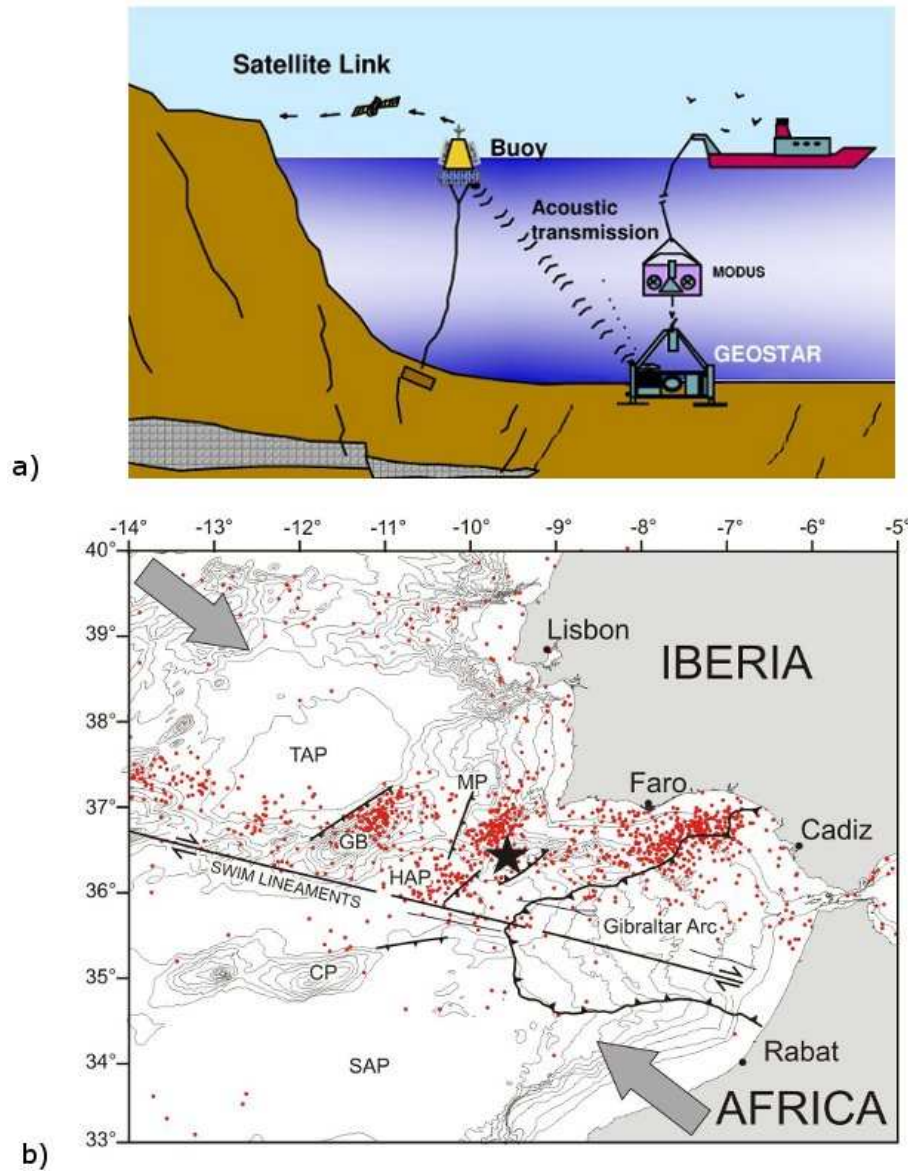 Satellite Link
Buoy
Acoustic
transmission
MODUS
GEOSTAR
a)
-14° -13° -12° -11° -10° -9° -8° -7° -6° -5°
40°
39°
38°
37°
36°
35°
34°
33°
Lisbon
IBERIA
TAP
MP
Faro
GB
Cadiz
HAP
SWIM LINEAMENTS
Gibraltar Arc
CP
SAP
Rabat
AFRICA
b)